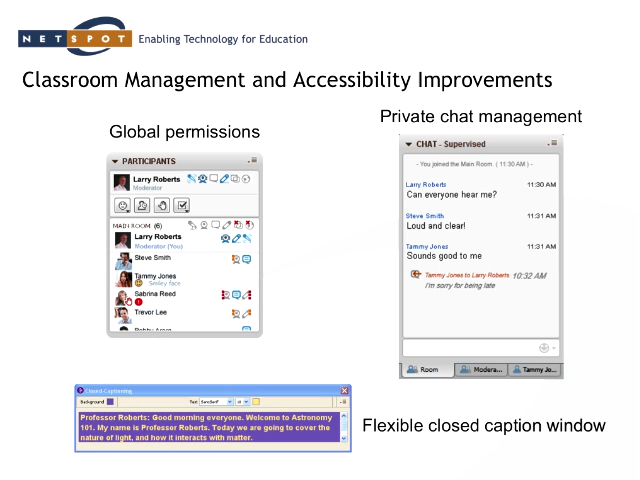 NETSPOT Enabling Technology for Education
Classroom Management and Accessibility Improvements
Global permissions
Private chat management
PARTICIPANTS
Larry Roberts
Moderator
MAIN ROOM (6)
Larry Roberts
Moderator (You)
Steve Smith
Tammy Jones
Smiley face
Sabrina Reed
Trevor Lee
CHAT - Supervised
- You joined the Main Room. ( 11:30 AM ) -
Larry Roberts 11:30 AM
Can everyone hear me?
Steve Smith 11:31 AM
Loud and clear!
Tammy Jones 11:31 AM
Sounds good to me
Tammy Jones to Larry Roberts 10:32 AM
I'm sorry for being late
Room Modera... Tammy Jo...
Closed-Captioning
Background Text SansSerif
Professor Roberts: Good morning everyone. Welcome to Astronomy
101. My name is Professor Roberts. Today we are going to cover the
nature of light, and how it interacts with matter.
Flexible closed caption window